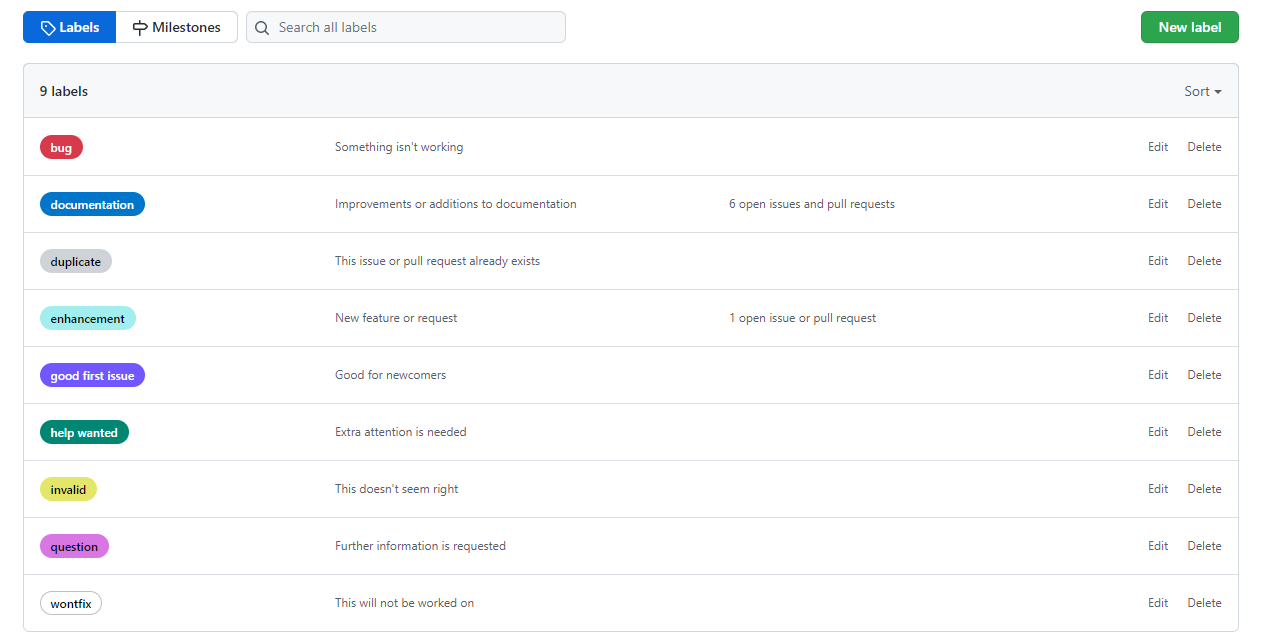 Labels Milestones Search all labels New label
9 labels Sort
bug Something isn't working Edit Delete
documentation Improvements or additions to documentation 6 open issues and pull requests Edit Delete
duplicate This issue or pull request already exists Edit Delete
enhancement New feature or request 1 open issue or pull request Edit Delete
good first issue Good for newcomers Edit Delete
help wanted Extra attention is needed Edit Delete
invalid This doesn't seem right Edit Delete
question Further information is requested Edit Delete
wontfix This will not be worked on Edit Delete